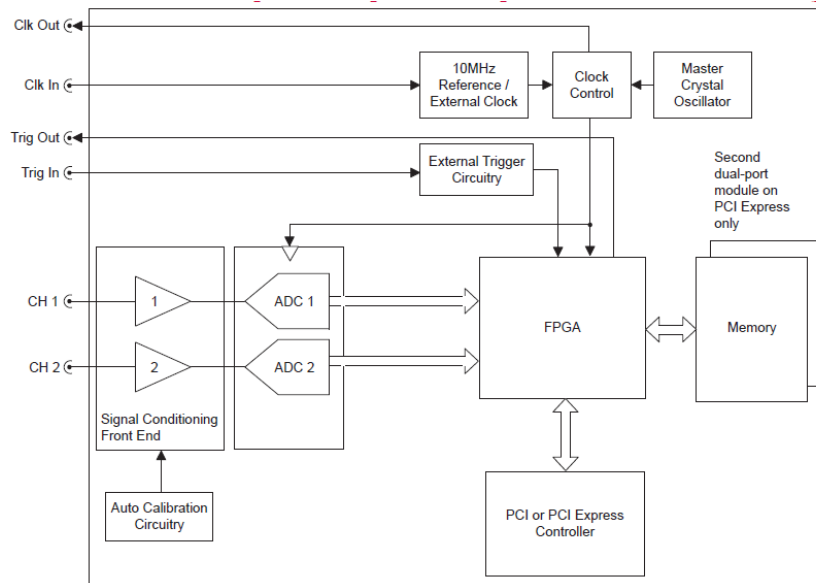 Clk Out
Clk In
10MHz
Reference /
External Clock
Clock
Control
Master
Crystal
Oscillator
Trig Out
Trig In
External Trigger
Circuitry
Second
dual-port
module on
PCI Express
only
CH 1
1
ADC 1
FPGA
Memory
CH 2
2
ADC 2
Signal Conditioning
Front End
Auto Calibration
Circuitry
PCI or PCI Express
Controller